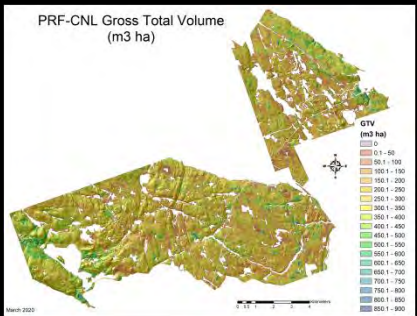 PRF-CNL Gross Total Volume
(m3 ha)
GTV
(m3 ha)
0
0.1 - 50
50.1 - 100
100.1 - 150
150.1 - 200
200.1 - 250
250.1 - 300
300.1 - 350
350.1 - 400
400.1 - 450
450.1 - 500
500.1 - 550
550.1 - 600
600.1 - 650
650.1 - 700
700.1 - 750
750.1 - 800
800.1 - 850
850.1 - 900
March 2020